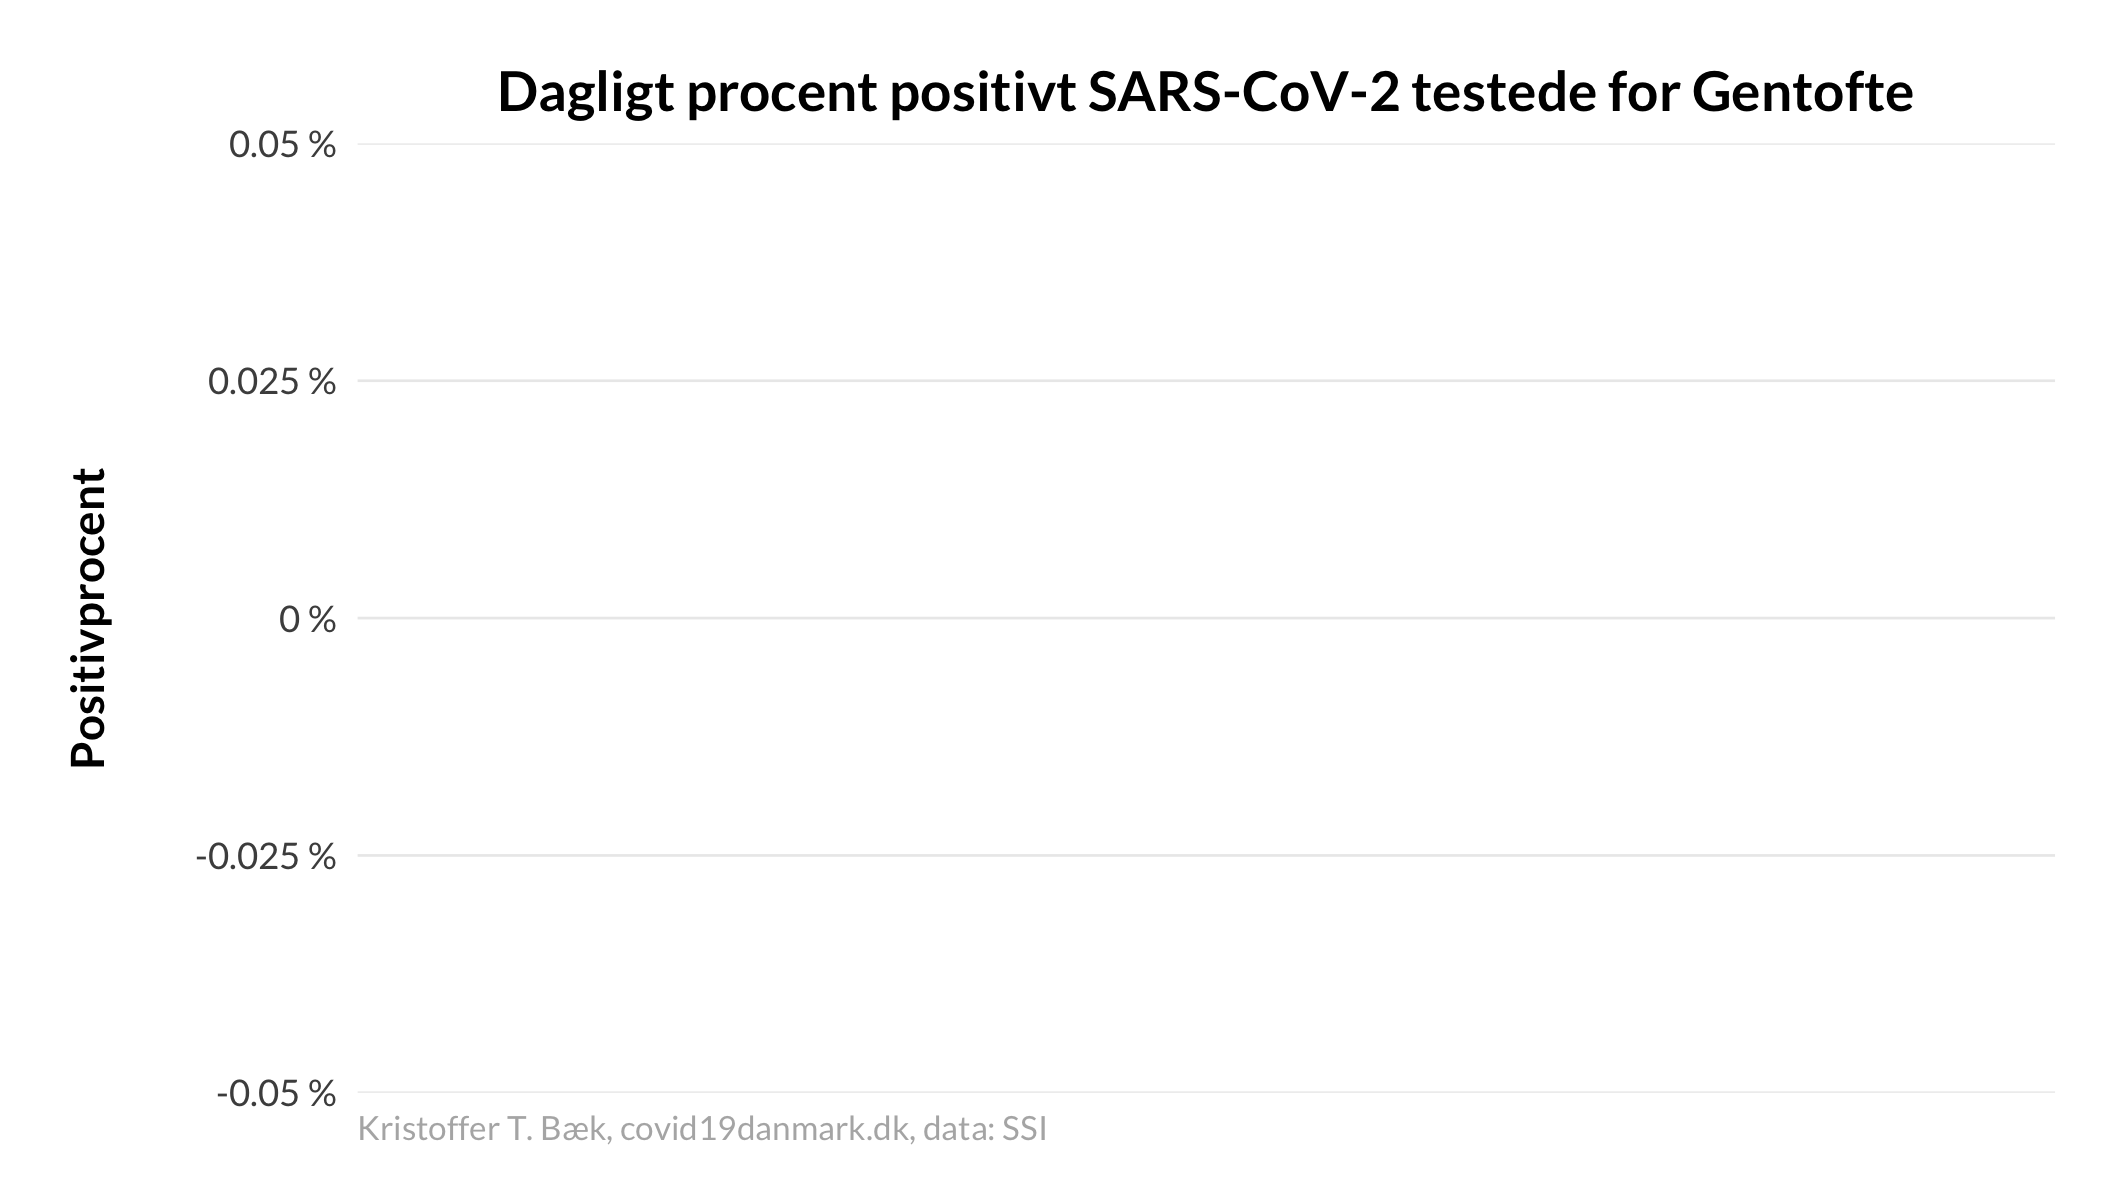 Dagligt procent positivt SARS-CoV-2 testede for Gentofte
0.05 %
0.025 %
0 %
-0.025 %
-0.05 %
Positivprocent
Kristoffer T. Bæk, covid19danmark.dk, data: SSI